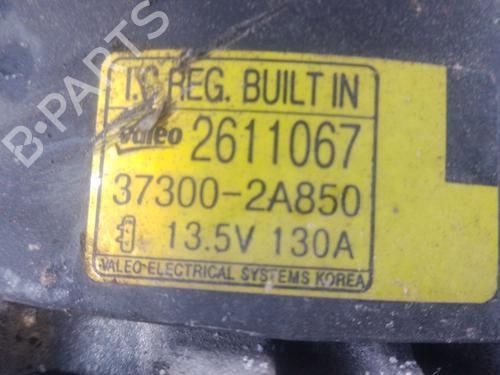 I.C REG. BUILT IN
Valeo 2611067
37300-2A850
13.5V 130A
VALEO ELECTRICAL SYSTEMS KOREA
B-PARTS